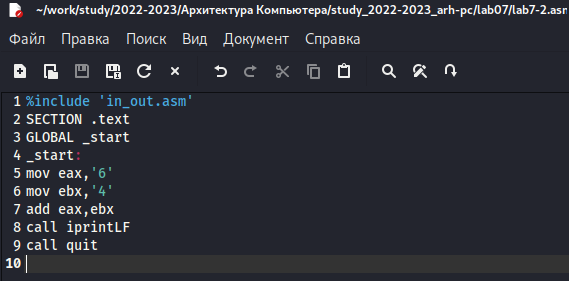 ~/work/study/2022-2023/Архитектура Компьютера/study_2022-2023_arh-pc/lab07/lab7-2.asm
Файл Правка Поиск Вид Документ Справка
1 %include 'in_out.asm'
2 SECTION .text
3 GLOBAL _start
4 _start:
5 mov eax,'6'
6 mov ebx,'4'
7 add eax,ebx
8 call iprintLF
9 call quit
10